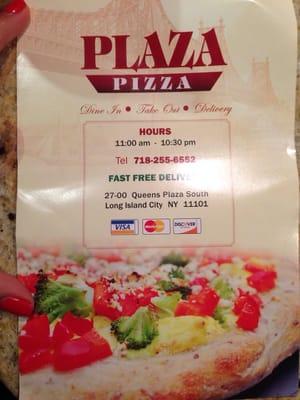 PLAZA
PIZZA
Dine In • Take Out • Delivery
HOURS
11:00 am - 10:30 pm
Tel 718-255-6552
FAST FREE DELIVE
27-00 Queens Plaza South
Long Island City NY 11101
VISA MasterCard DISCOVER